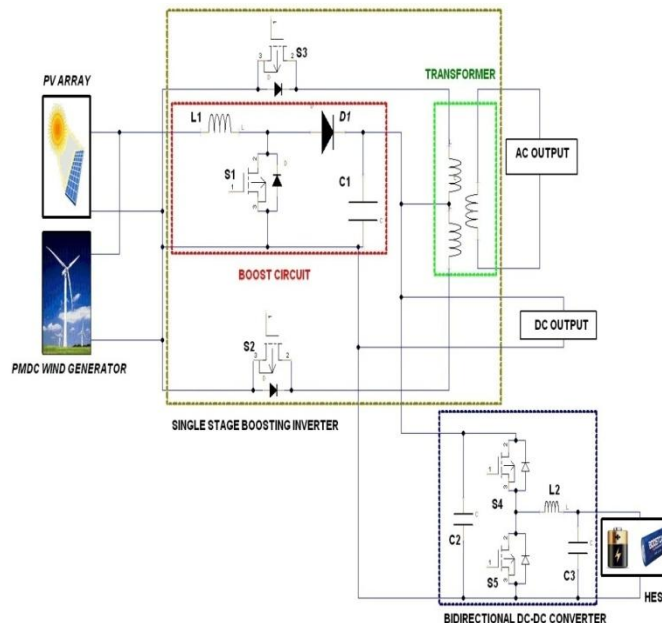 S3
PV ARRAY
TRANSFORMER
L1
D1
AC OUTPUT
S1
C1
BOOST CIRCUIT
DC OUTPUT
S2
PMDC WIND GENERATOR
SINGLE STAGE BOOSTING INVERTER
L2
S4
C2
S5
C3
HES
BIDIRECTIONAL DC-DC CONVERTER